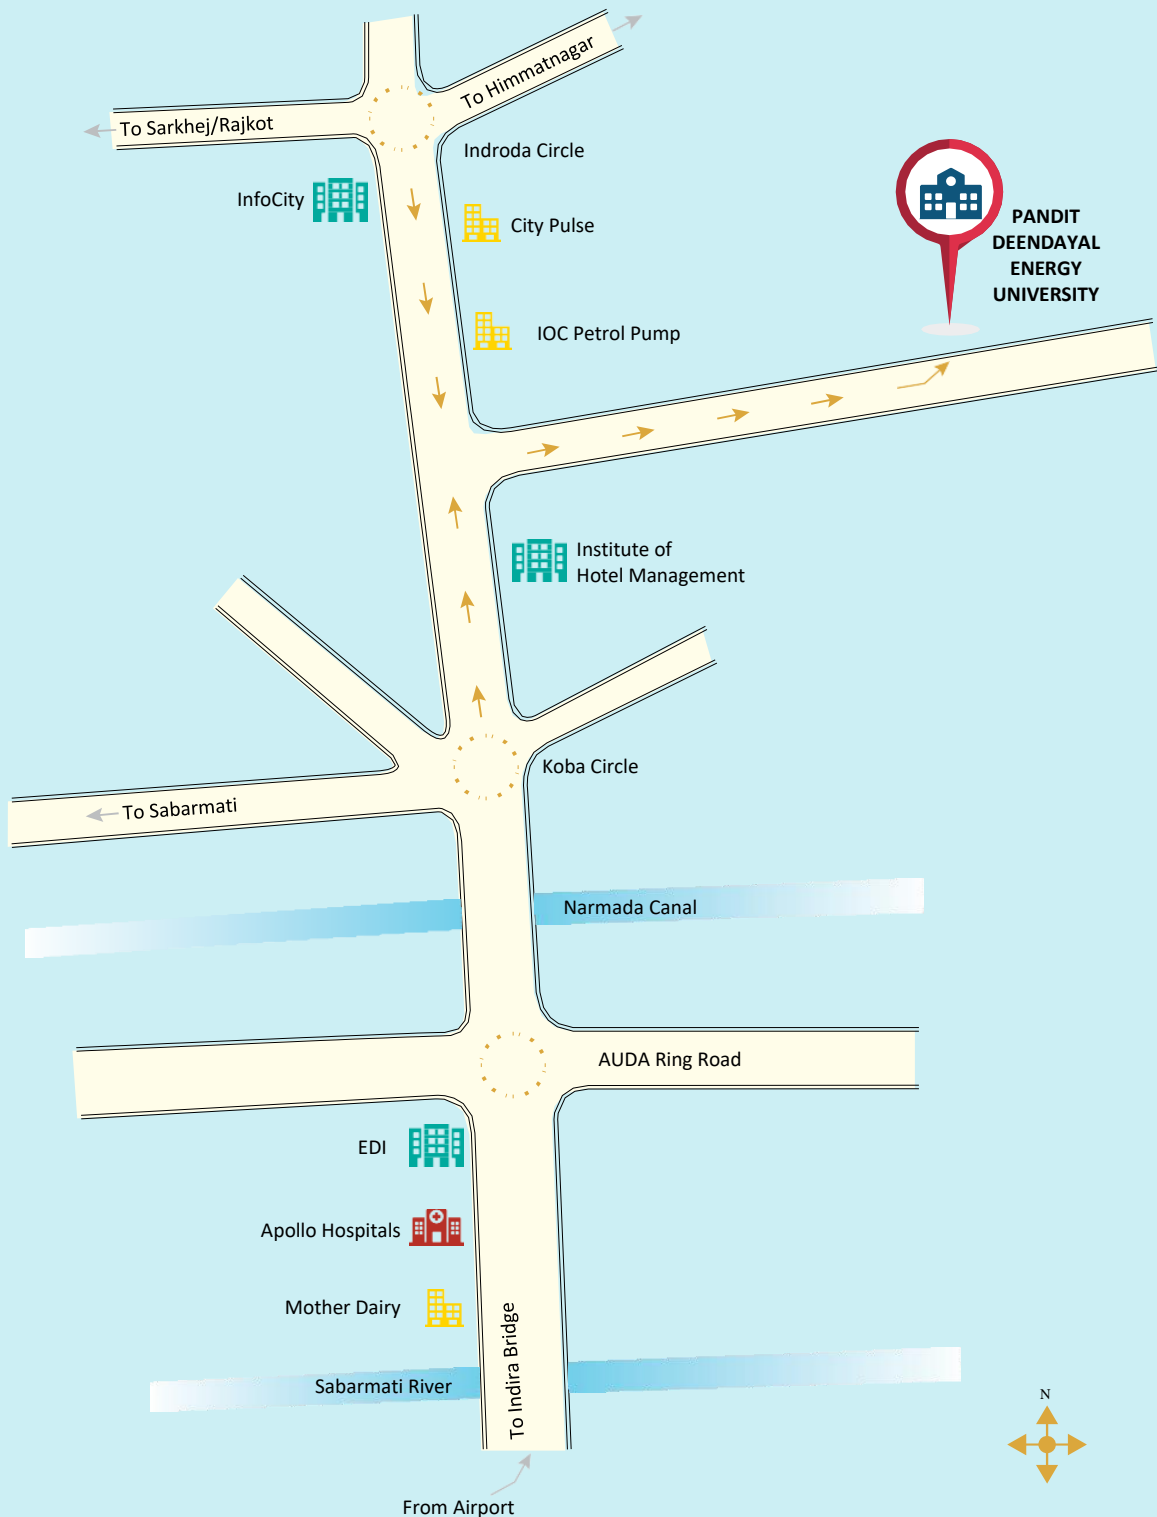 To Himmatnagar
To Sarkhej/Rajkot
Indroda Circle
InfoCity
City Pulse
PANDIT
DEENDAYAL
ENERGY
UNIVERSITY
IOC Petrol Pump
Institute of
Hotel Management
Koba Circle
To Sabarmati
Narmada Canal
AUDA Ring Road
EDI
Apollo Hospitals
Mother Dairy
To Indira Bridge
Sabarmati River
N
From Airport